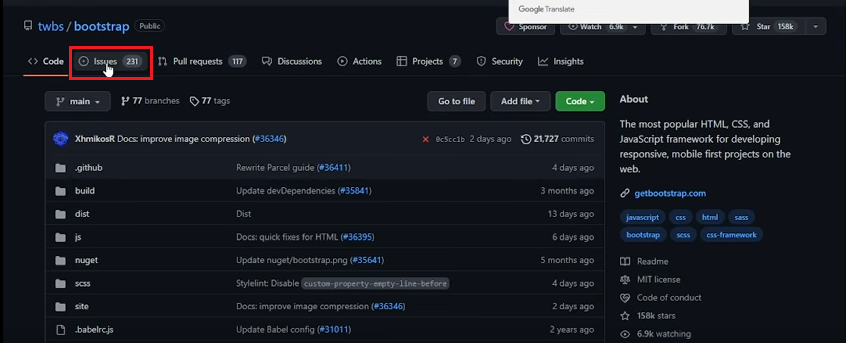 Google Translate
twbs / bootstrap Public
Sponsor Watch 6.9k Fork 76.7k Star 158k
Code Issues 231 Pull requests 117 Discussions Actions Projects 7 Security Insights
main 77 branches 77 tags Go to file Add file Code
About
The most popular HTML, CSS, and
JavaScript framework for developing
responsive, mobile first projects on the
web.
getbootstrap.com
javascript css html sass
bootstrap scss css-framework
Readme
MIT license
Code of conduct
158k stars
6.9k watching
XhmikosR Docs: improve image compression (#36346) 0c5cc1b 2 days ago 21,727 commits
.github Rewrite Parcel guide (#36411) 4 days ago
build Update devDependencies (#35841) 3 months ago
dist Dist 13 days ago
js Docs: quick fixes for HTML (#36395) 6 days ago
nuget Update nuget/bootstrap.png (#35641) 5 months ago
scss Stylelint: Disable custom-property-empty-line-before 4 days ago
site Docs: improve image compression (#36346) 2 days ago
.babelrc.js Update Babel config (#31011) 2 years ago